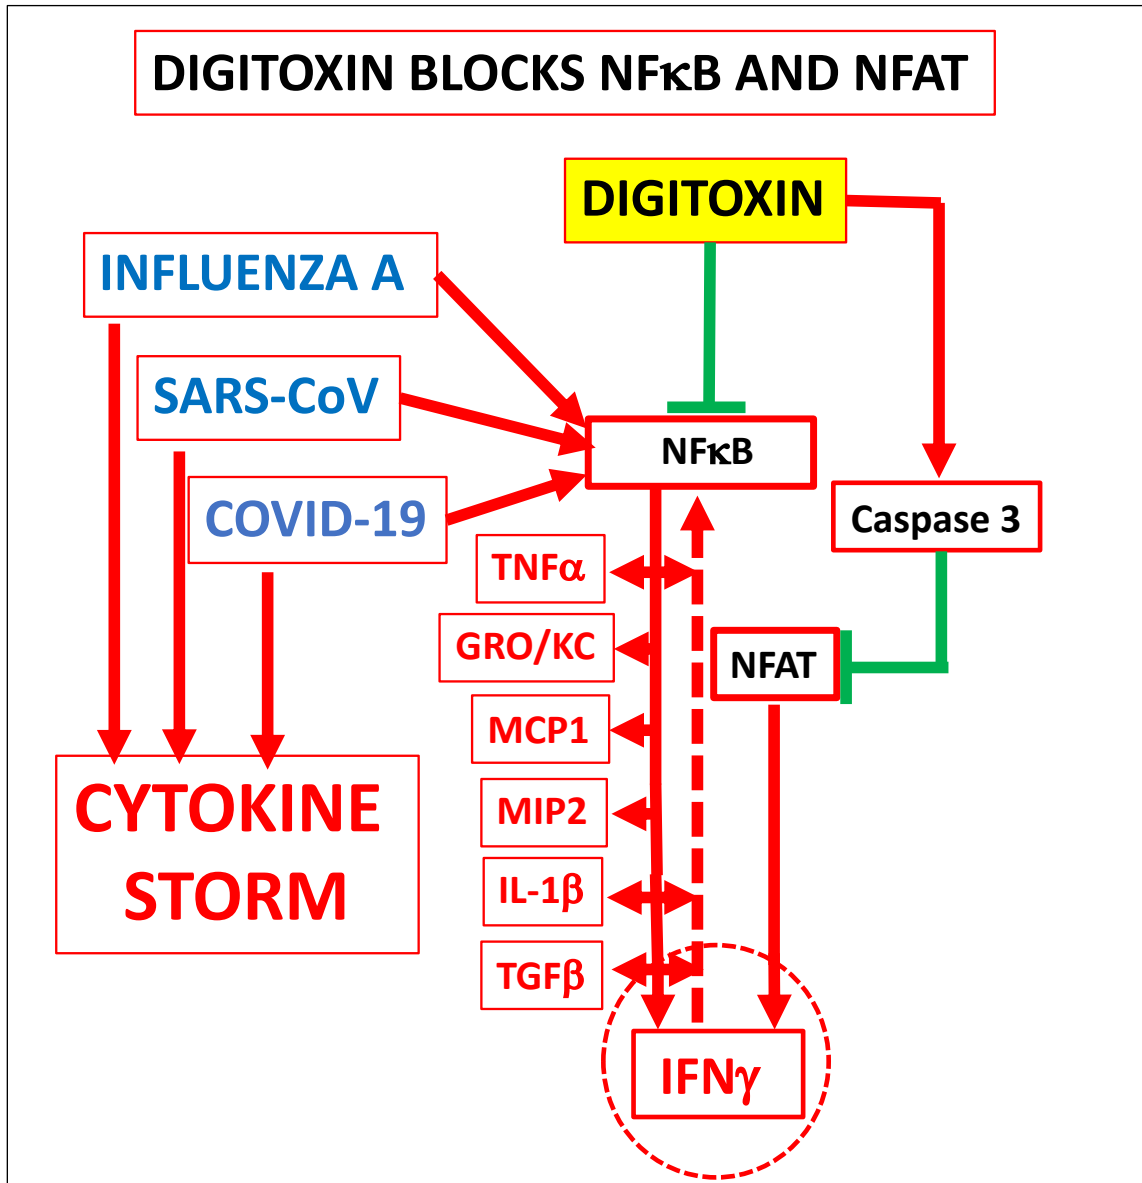 DIGITOXIN BLOCKS NFκB AND NFAT
DIGITOXIN
INFLUENZA A
SARS-CoV
NFκB
COVID-19
Caspase 3
TNFα
GRO/KC
NFAT
MCP1
CYTOKINE
STORM
MIP2
IL-1β
TGFβ
IFNγ